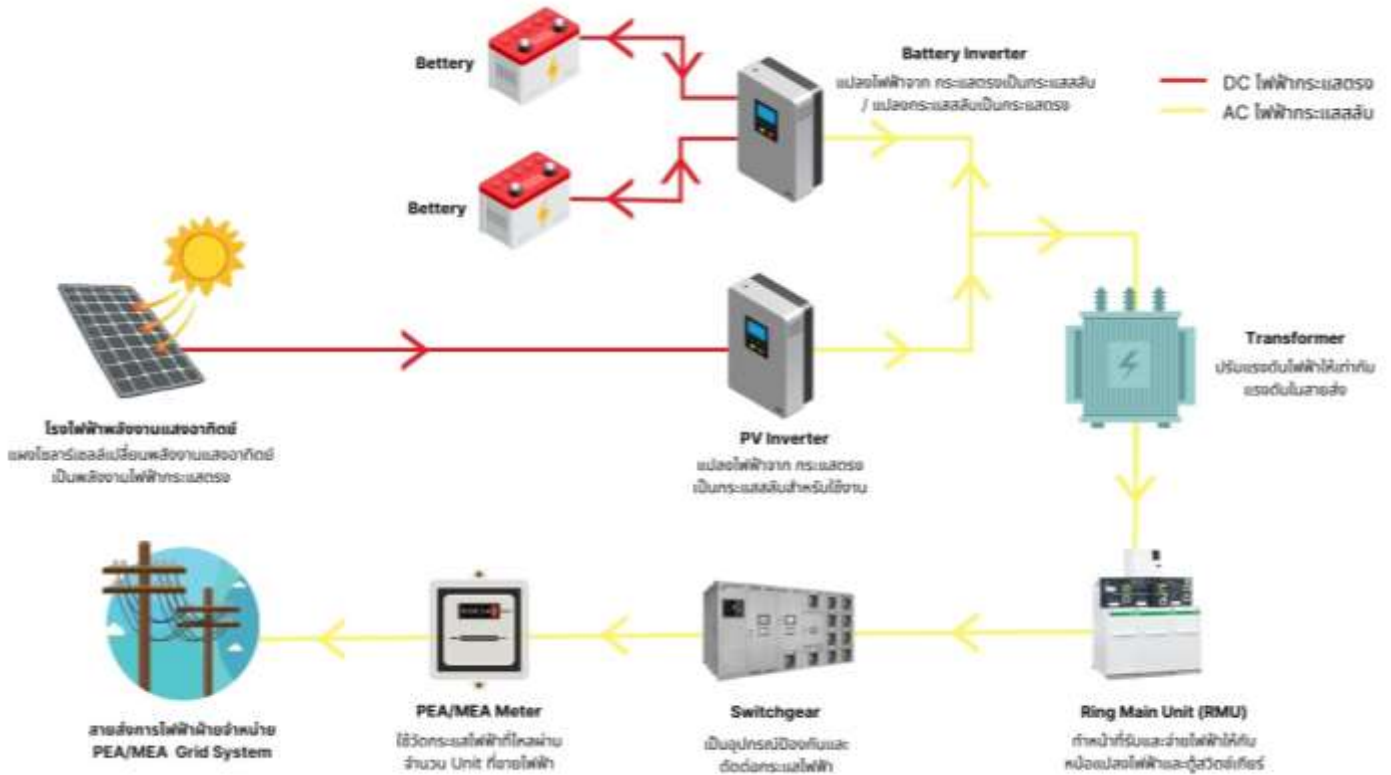 Bettery
Battery Inverter
แปลงไฟฟ้าจาก กระแสตรงเป็นกระแสสลับ
/ แปลงกระแสสลับเป็นกระแสตรง
DC ไฟฟ้ากระแสตรง
AC ไฟฟ้ากระแสสลับ
Bettery
Transformer
ปรับแรงดันไฟฟ้าให้เท่ากับ
แรงดันในสายส่ง
โรงไฟฟ้าพลังงานแสงอาทิตย์
แผงโซลาร์เซลล์เปลี่ยนพลังงานแสงอาทิตย์
เป็นพลังงานไฟฟ้ากระแสตรง
PV Inverter
แปลงไฟฟ้าจาก กระแสตรง
เป็นกระแสสลับสำหรับใช้งาน
สายส่งการไฟฟ้าฝ่ายจำหน่าย
PEA/MEA Grid System
PEA/MEA Meter
ใช้วัดกระแสไฟฟ้าที่ไหลผ่าน
จำนวน Unit ที่ขายไฟฟ้า
Switchgear
เป็นอุปกรณ์ป้องกันและ
ตัดต่อกระแสไฟฟ้า
Ring Main Unit (RMU)
ทำหน้าที่รับและจ่ายไฟฟ้าให้กับ
หม้อแปลงไฟฟ้าและตู้สวิตช์เกียร์